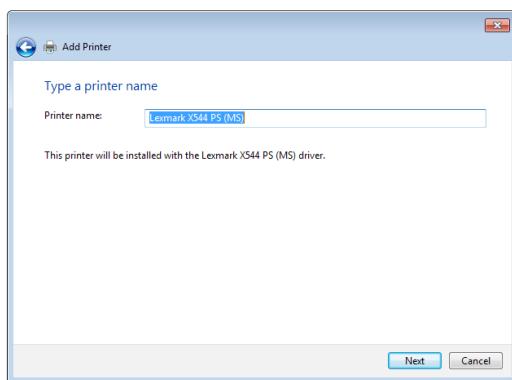 Add Printer
Type a printer name
Printer name:
Lexmark X544 PS (MS)
This printer will be installed with the Lexmark X544 PS (MS) driver.
Next
Cancel